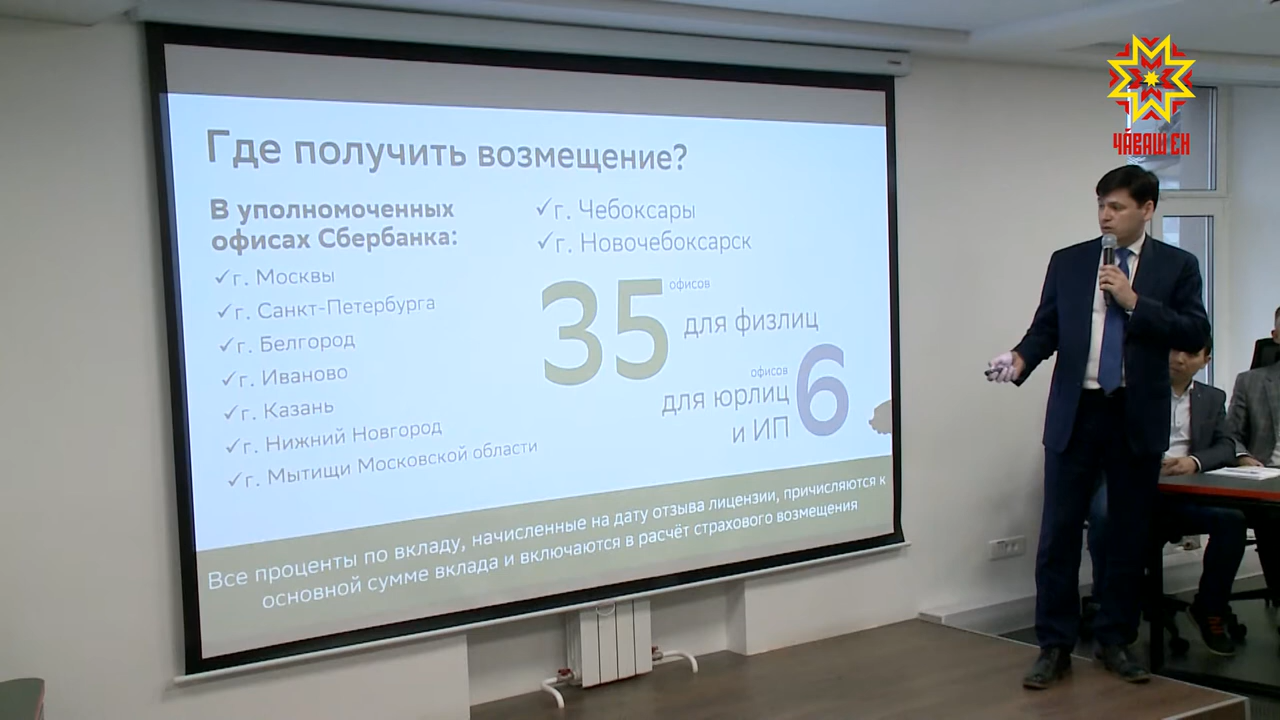 Где получить возмещение?
В уполномоченных
офисах Сбербанка:
✓г. Москвы
✓г. Санкт-Петербурга
✓г. Белгород
✓г. Иваново
✓г. Казань
✓г. Нижний Новгород
✓г. Мытищи Московской области
✓г. Чебоксары
✓г. Новочебоксарск
35 офисов
для физлиц
офисов
для юрлиц 6
и ИП
Все проценты по вкладу, начисленные на дату отзыва лицензии, причисляются к
основной сумме вклада и включаются в расчёт страхового возмещения
ЧӐВАШ ЕН